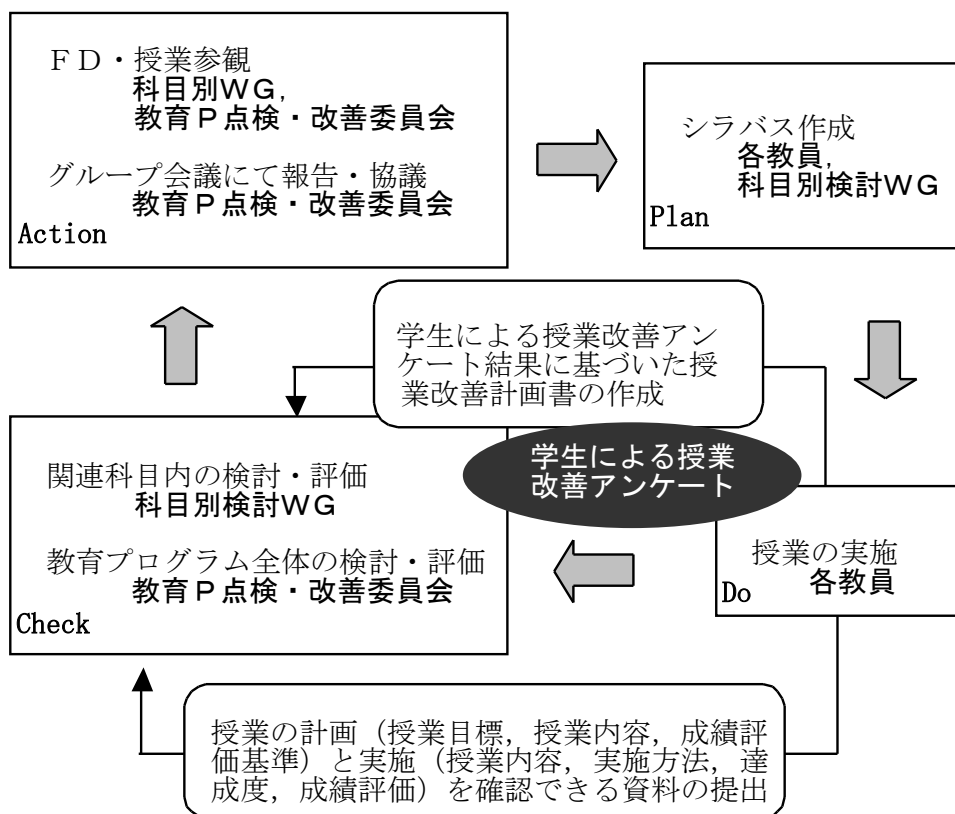 ＦＤ・授業参観
科目別ＷＧ，
教育Ｐ点検・改善委員会
グループ会議にて報告・協議
教育Ｐ点検・改善委員会
Action
シラバス作成
各教員，
科目別検討ＷＧ
Plan
学生による授業改善アン
ケート結果に基づいた授
業改善計画書の作成
学生による授業
改善アンケート
関連科目内の検討・評価
科目別検討ＷＧ
教育プログラム全体の検討・評価
教育Ｐ点検・改善委員会
Check
授業の実施
各教員
Do
授業の計画（授業目標，授業内容，成績評
価基準）と実施（授業内容，実施方法，達
成度，成績評価）を確認できる資料の提出